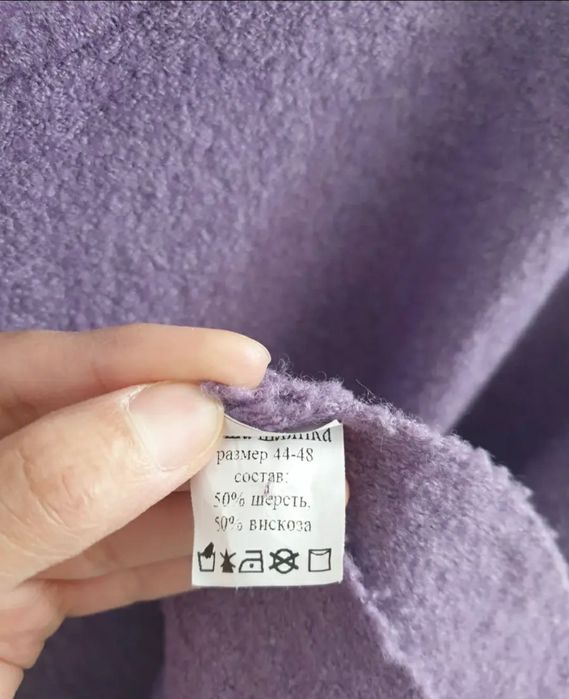 размер 44-48
состав:
50% шерсть,
50% вискоза